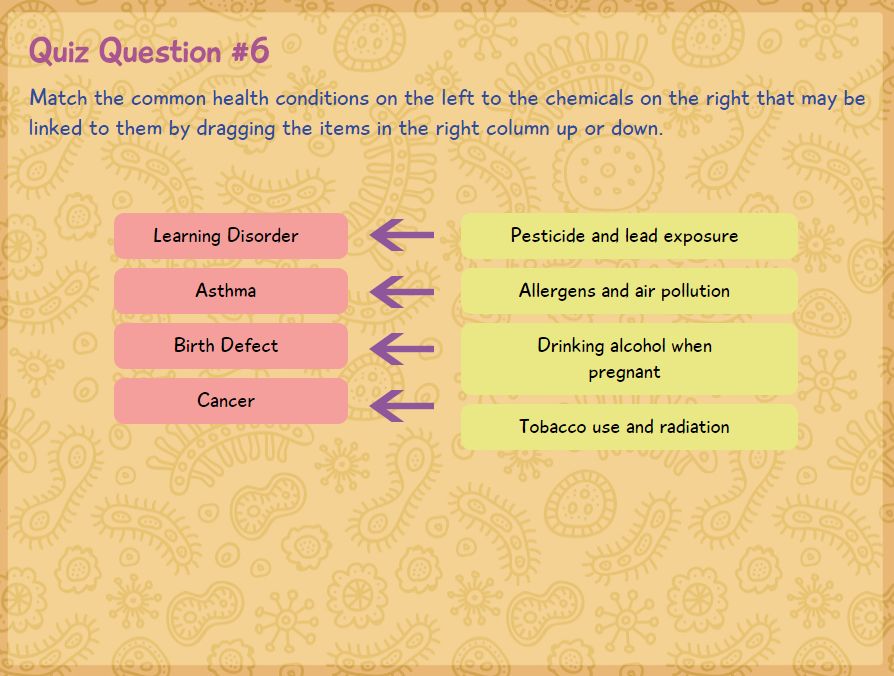 Quiz Question #6
Match the common health conditions on the left to the chemicals on the right that may be
linked to them by dragging the items in the right column up or down.
Learning Disorder
Pesticide and lead exposure
Asthma
Allergens and air pollution
Birth Defect
Drinking alcohol when
pregnant
Cancer
Tobacco use and radiation